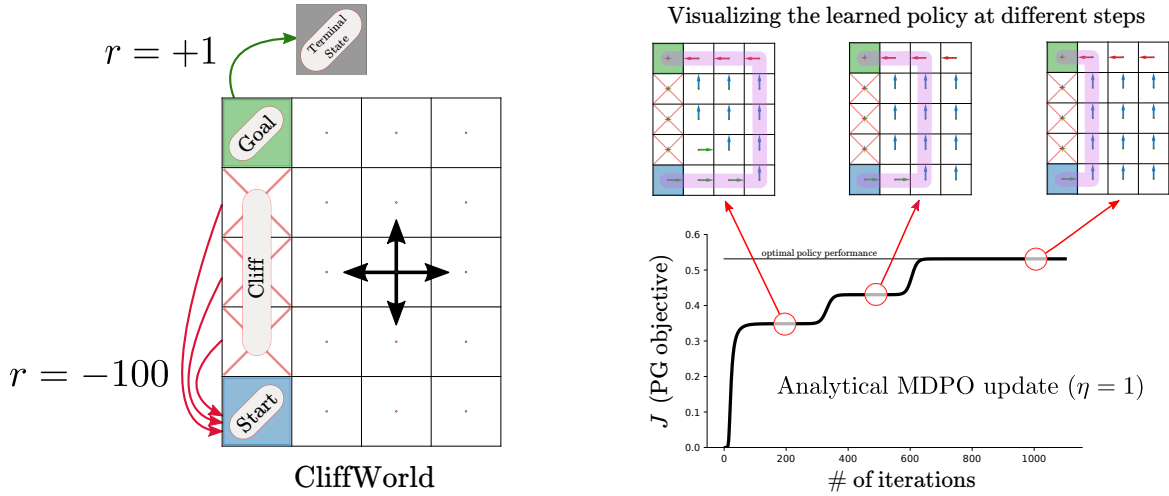 Visualizing the learned policy at different steps
r = +1
Terminal
State
Goal
Cliff
r = −100
Start
CliffWorld
0.6
0.5
0.4
0.3
0.2
0.1
0.0
J (PG objective)
optimal policy performance
Analytical MDPO update (η = 1)
0 200 400 600 800 1000
# of iterations